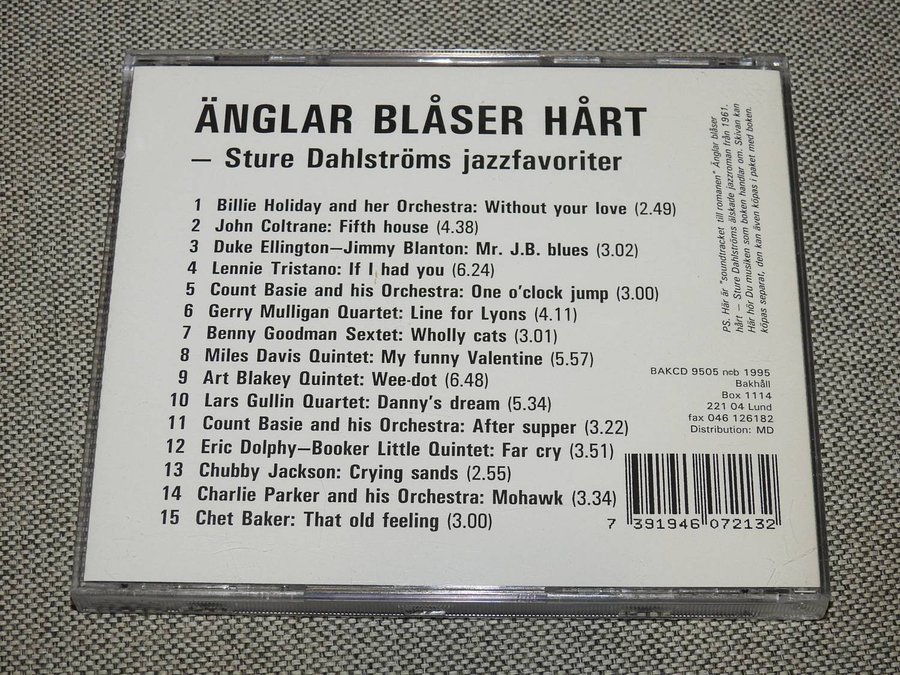 ÄNGLAR BLÅSER HÅRT
– Sture Dahlströms jazzfavoriter
1 Billie Holiday and her Orchestra: Without your love (2.49)
2 John Coltrane: Fifth house (4.38)
3 Duke Ellington–Jimmy Blanton: Mr. J.B. blues (3.02)
4 Lennie Tristano: If I had you (6.24)
5 Count Basie and his Orchestra: One o'clock jump (3.00)
6 Gerry Mulligan Quartet: Line for Lyons (4.11)
7 Benny Goodman Sextet: Wholly cats (3.01)
8 Miles Davis Quintet: My funny Valentine (5.57)
9 Art Blakey Quintet: Wee-dot (6.48)
10 Lars Gullin Quartet: Danny's dream (5.34)
11 Count Basie and his Orchestra: After supper (3.22)
12 Eric Dolphy–Booker Little Quintet: Far cry (3.51)
13 Chubby Jackson: Crying sands (2.55)
14 Charlie Parker and his Orchestra: Mohawk (3.34)
15 Chet Baker: That old feeling (3.00)
PS. Här är "soundtracket till romanen" Änglar blåser
hårt – Sture Dahlströms älskade jazzroman från 1961.
Här hör Du musiken som boken handlar om. Skivan kan
köpas separat, den kan även köpas i paket med boken.
BAKCD 9505 n©b 1995
Bakhåll
Box 1114
221 04 Lund
fax 046 126182
Distribution: MD
7 391946 072132